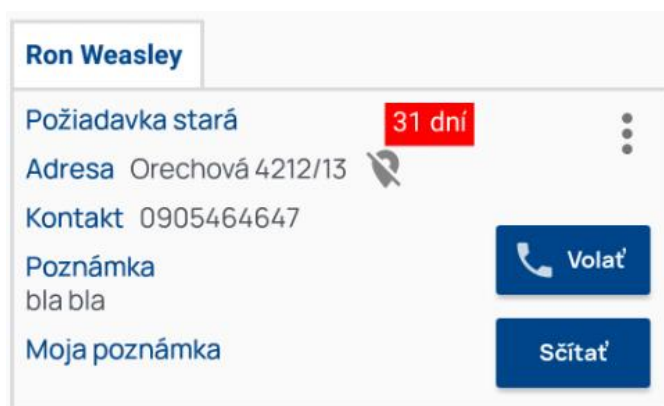 Ron Weasley
Požiadavka stará 31 dní
Adresa Orechová 4212/13
Kontakt 0905464647
Poznámka
Volať
bla bla
Moja poznámka
Sčítať